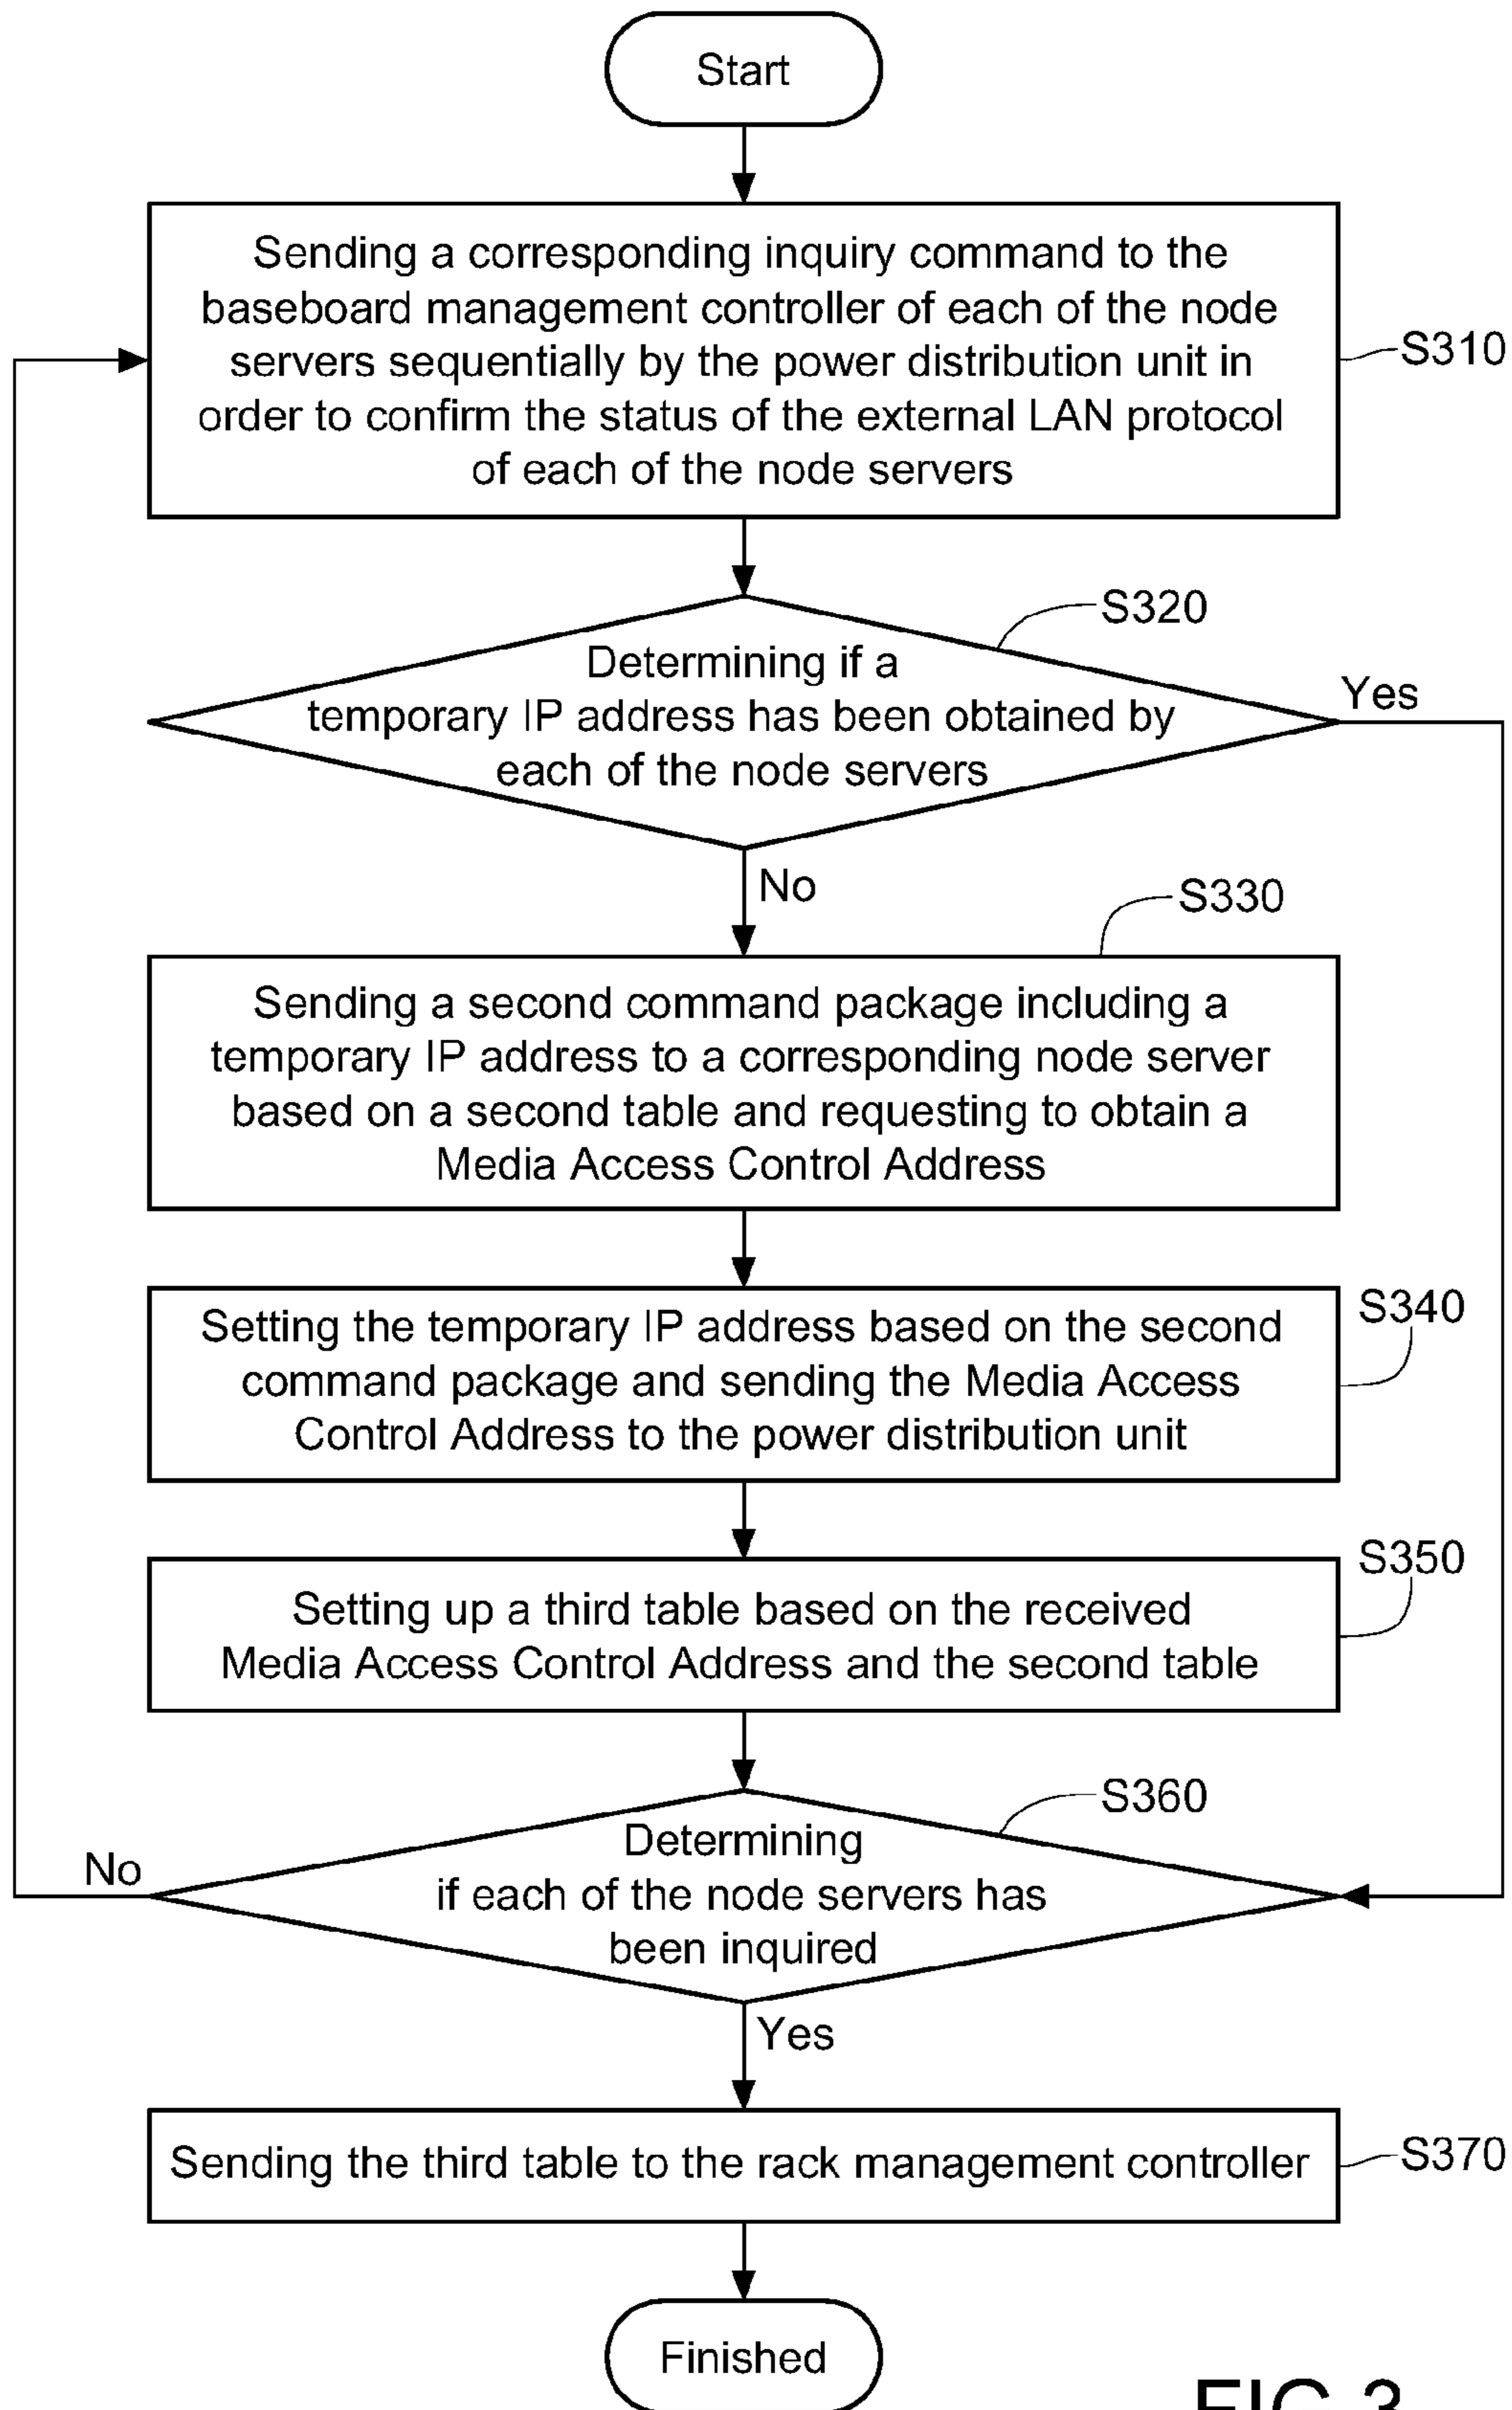 Start
Sending a corresponding inquiry command to the
baseboard management controller of each of the node
servers sequentially by the power distribution unit in
order to confirm the status of the external LAN protocol
of each of the node servers
S310
S320
Determining if a
temporary IP address has been obtained by
each of the node servers
Yes
No
S330
Sending a second command package including a
temporary IP address to a corresponding node server
based on a second table and requesting to obtain a
Media Access Control Address
S340
Setting the temporary IP address based on the second
command package and sending the Media Access
Control Address to the power distribution unit
S350
Setting up a third table based on the received
Media Access Control Address and the second table
S360
Determining
if each of the node servers has
been inquired
No
Yes
Sending the third table to the rack management controller
S370
Finished
FIG.3